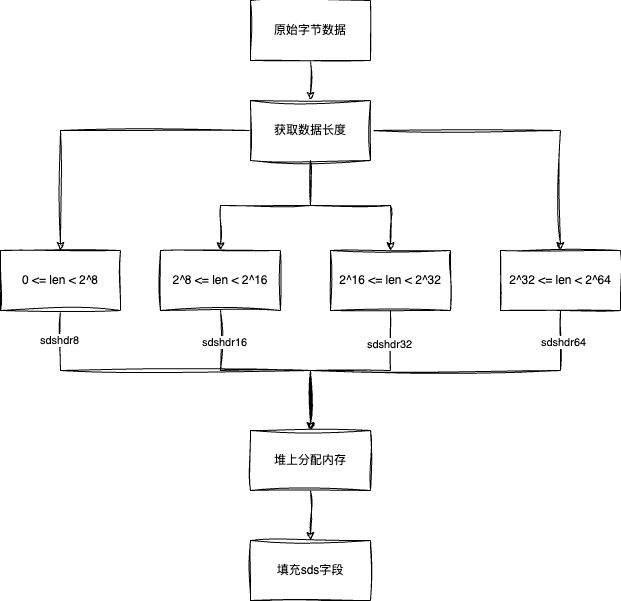 原始字节数据
获取数据长度
0 <= len < 2^8
2^8 <= len < 2^16
2^16 <= len < 2^32
2^32 <= len < 2^64
sdshdr8
sdshdr16
sdshdr32
sdshdr64
堆上分配内存
填充sds字段